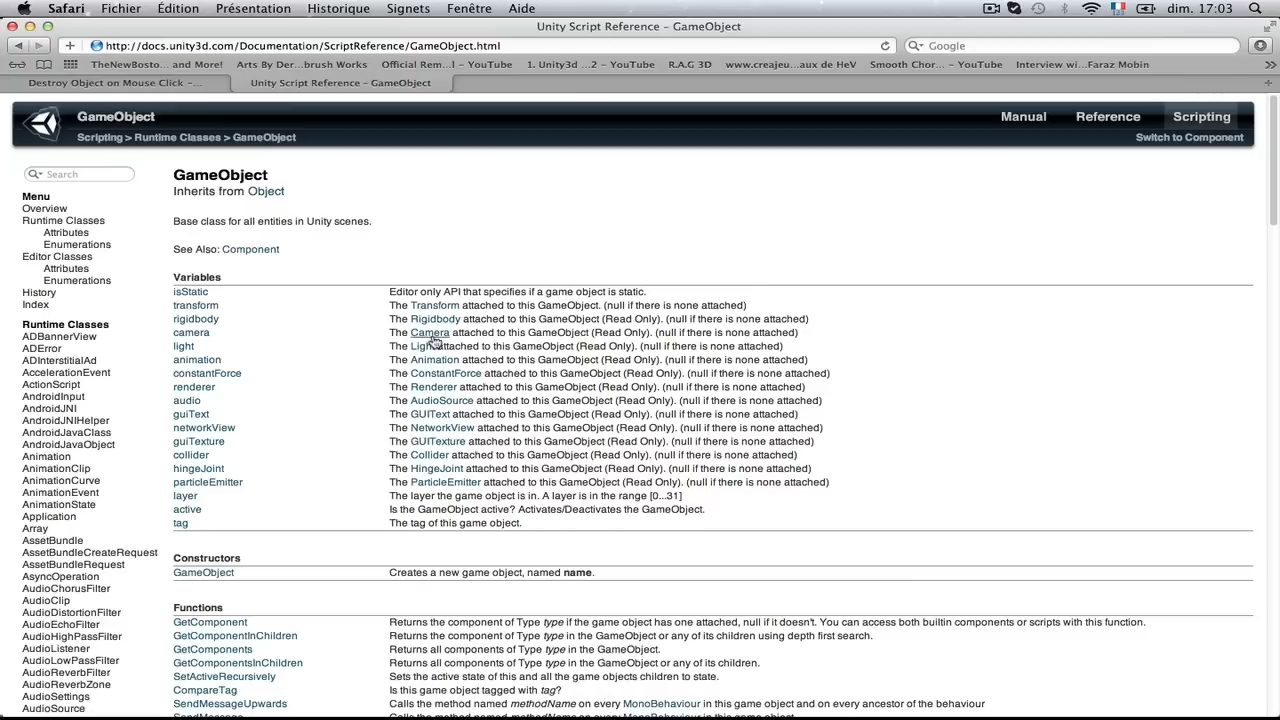 Safari Fichier Édition Présentation Historique Signets Fenêtre Aide dim. 17:03
Unity Script Reference – GameObject
http://docs.unity3d.com/Documentation/ScriptReference/GameObject.html Google
TheNewBosto... and More! Arts By Der...brush Works Official Rem...l – YouTube 1. Unity3d ...2 – YouTube R.A.G 3D www.creajeu...aux de HeV Smooth Chor... – YouTube Interview wi...Faraz Mobin
Destroy Object on Mouse Click –... Unity Script Reference – GameObject
GameObject Manual Reference Scripting
Scripting > Runtime Classes > GameObject Switch to Component
Search
Menu
Overview
Runtime Classes
Attributes
Enumerations
Editor Classes
Attributes
Enumerations
History
Index
Runtime Classes
ADBannerView
ADError
ADInterstitialAd
AccelerationEvent
ActionScript
AndroidInput
AndroidJNI
AndroidJNIHelper
AndroidJavaClass
AndroidJavaObject
Animation
AnimationClip
AnimationCurve
AnimationEvent
AnimationState
Application
Array
AssetBundle
AssetBundleCreateRequest
AssetBundleRequest
AsyncOperation
AudioChorusFilter
AudioClip
AudioDistortionFilter
AudioEchoFilter
AudioHighPassFilter
AudioListener
AudioLowPassFilter
AudioReverbFilter
AudioReverbZone
AudioSettings
AudioSource
GameObject
Inherits from Object
Base class for all entities in Unity scenes.
See Also: Component
Variables
isStatic Editor only API that specifies if a game object is static.
transform The Transform attached to this GameObject. (null if there is none attached)
rigidbody The Rigidbody attached to this GameObject (Read Only). (null if there is none attached)
camera The Camera attached to this GameObject (Read Only). (null if there is none attached)
light The Light attached to this GameObject (Read Only). (null if there is none attached)
animation The Animation attached to this GameObject (Read Only). (null if there is none attached)
constantForce The ConstantForce attached to this GameObject (Read Only). (null if there is none attached)
renderer The Renderer attached to this GameObject (Read Only). (null if there is none attached)
audio The AudioSource attached to this GameObject (Read Only). (null if there is none attached)
guiText The GUIText attached to this GameObject (Read Only). (null if there is none attached)
networkView The NetworkView attached to this GameObject (Read Only). (null if there is none attached)
guiTexture The GUITexture attached to this GameObject (Read Only). (null if there is none attached)
collider The Collider attached to this GameObject (Read Only). (null if there is none attached)
hingeJoint The HingeJoint attached to this GameObject (Read Only). (null if there is none attached)
particleEmitter The ParticleEmitter attached to this GameObject (Read Only). (null if there is none attached)
layer The layer the game object is in. A layer is in the range [0...31]
active Is the GameObject active? Activates/Deactivates the GameObject.
tag The tag of this game object.
Constructors
GameObject Creates a new game object, named name.
Functions
GetComponent Returns the component of Type type if the game object has one attached, null if it doesn't. You can access both builtin components or scripts with this function.
GetComponentInChildren Returns the component of Type type in the GameObject or any of its children using depth first search.
GetComponents Returns all components of Type type in the GameObject.
GetComponentsInChildren Returns all components of Type type in the GameObject or any of its children.
SetActiveRecursively Sets the active state of this and all the game objects children to state.
CompareTag Is this game object tagged with tag?
SendMessageUpwards Calls the method named methodName on every MonoBehaviour in this game object and on every ancestor of the behaviour
SendMessage Calls the method named methodName on every MonoBehaviour in this game object